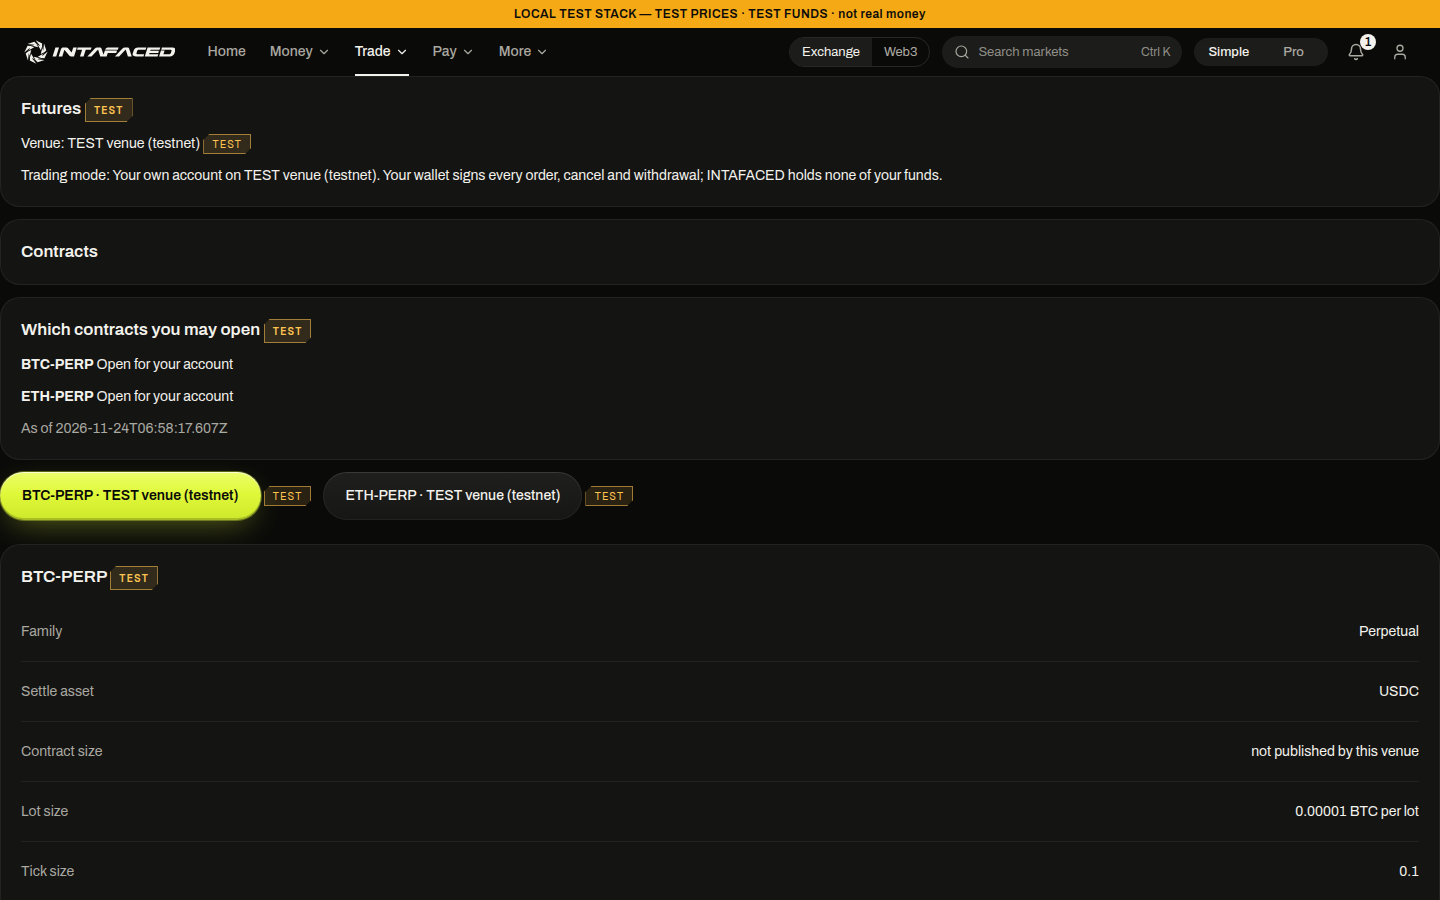 LOCAL TEST STACK — TEST PRICES · TEST FUNDS · not real money
INTAFACED Home Money Trade Pay More Exchange Web3 Search markets Ctrl K Simple Pro 1
Futures TEST
Venue: TEST venue (testnet) TEST
Trading mode: Your own account on TEST venue (testnet). Your wallet signs every order, cancel and withdrawal; INTAFACED holds none of your funds.
Contracts
Which contracts you may open TEST
BTC-PERP Open for your account
ETH-PERP Open for your account
As of 2026-11-24T06:58:17.607Z
BTC-PERP · TEST venue (testnet) TEST ETH-PERP · TEST venue (testnet) TEST
BTC-PERP TEST
Family Perpetual
Settle asset USDC
Contract size not published by this venue
Lot size 0.00001 BTC per lot
Tick size 0.1